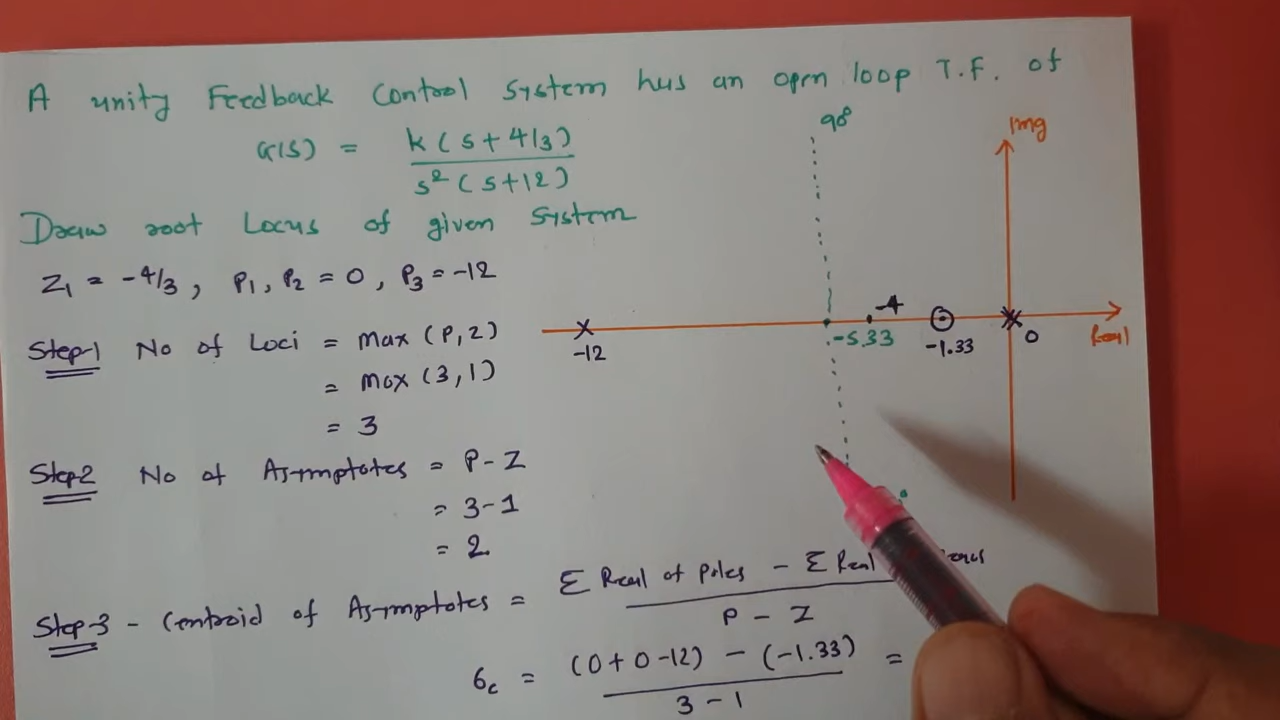 A unity Feedback Control System has an open loop T.F. of
G(S) = K(S+4/3)
S²(S+12)
Draw root Locus of given System
Z₁ = -4/3, P₁, P₂ = 0, P₃ = -12
Step-1 No of Loci = max (P,Z)
= max (3,1)
= 3
Step2 No of Asymptotes = P-Z
= 3-1
= 2
Step-3 - Centroid of Asymptotes = Σ Real of Poles - Σ Real
P - Z
σc = (0+0-12) - (-1.33) =
3-1
90°
Img
-4
-12
-5.33
-1.33
0
Real